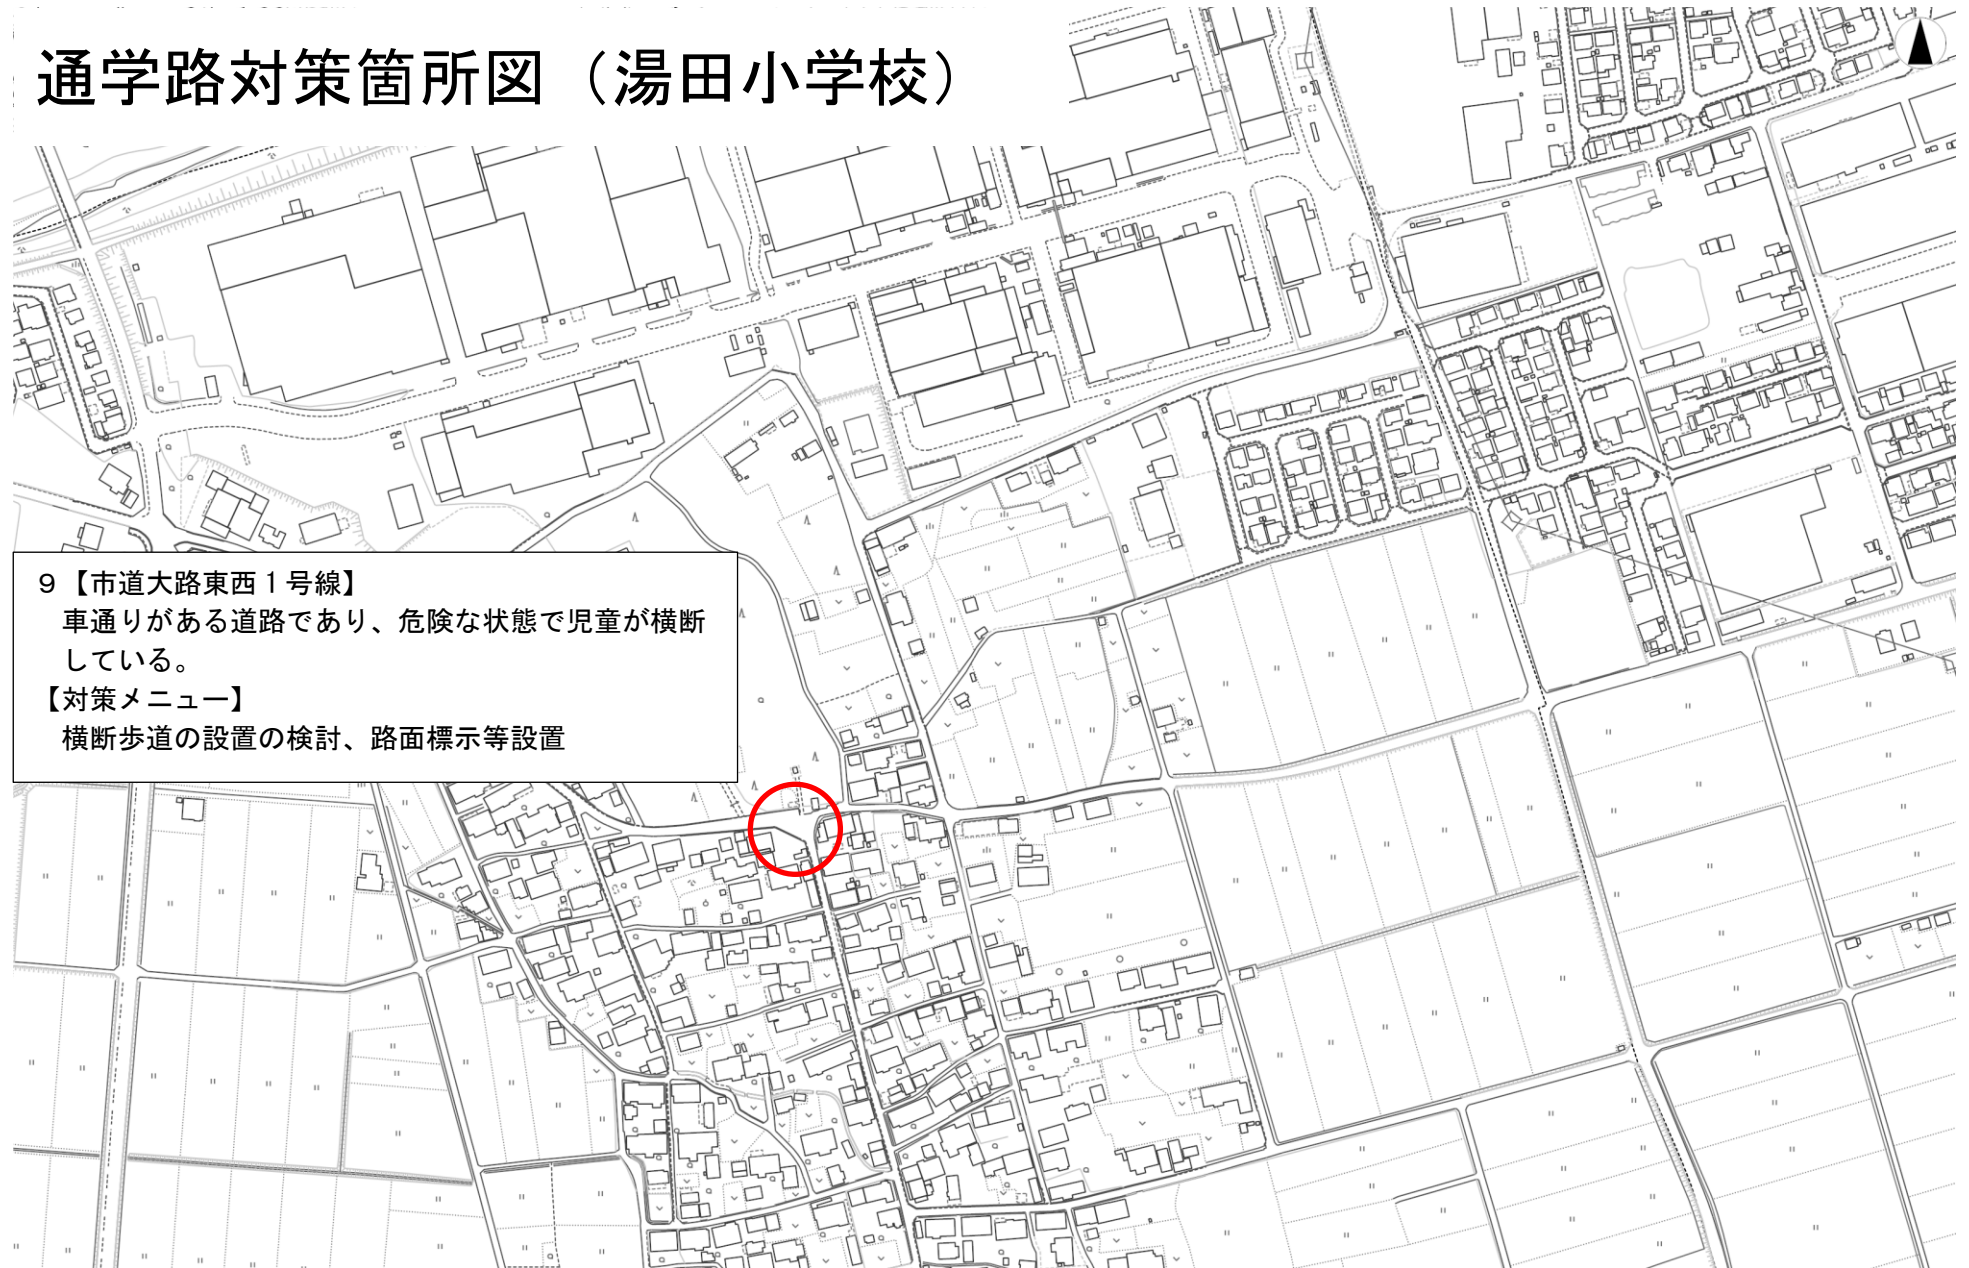 通学路対策箇所図（湯田小学校）
９【市道大路東西１号線】
車通りがある道路であり、危険な状態で児童が横断
している。
【対策メニュー】
横断歩道の設置の検討、路面標示等設置